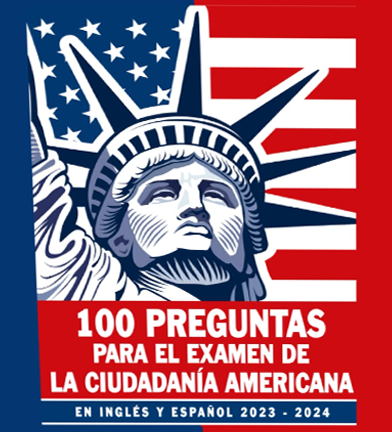 100 PREGUNTAS
PARA EL EXAMEN DE
LA CIUDADANÍA AMERICANA
EN INGLÉS Y ESPAÑOL 2023 - 2024